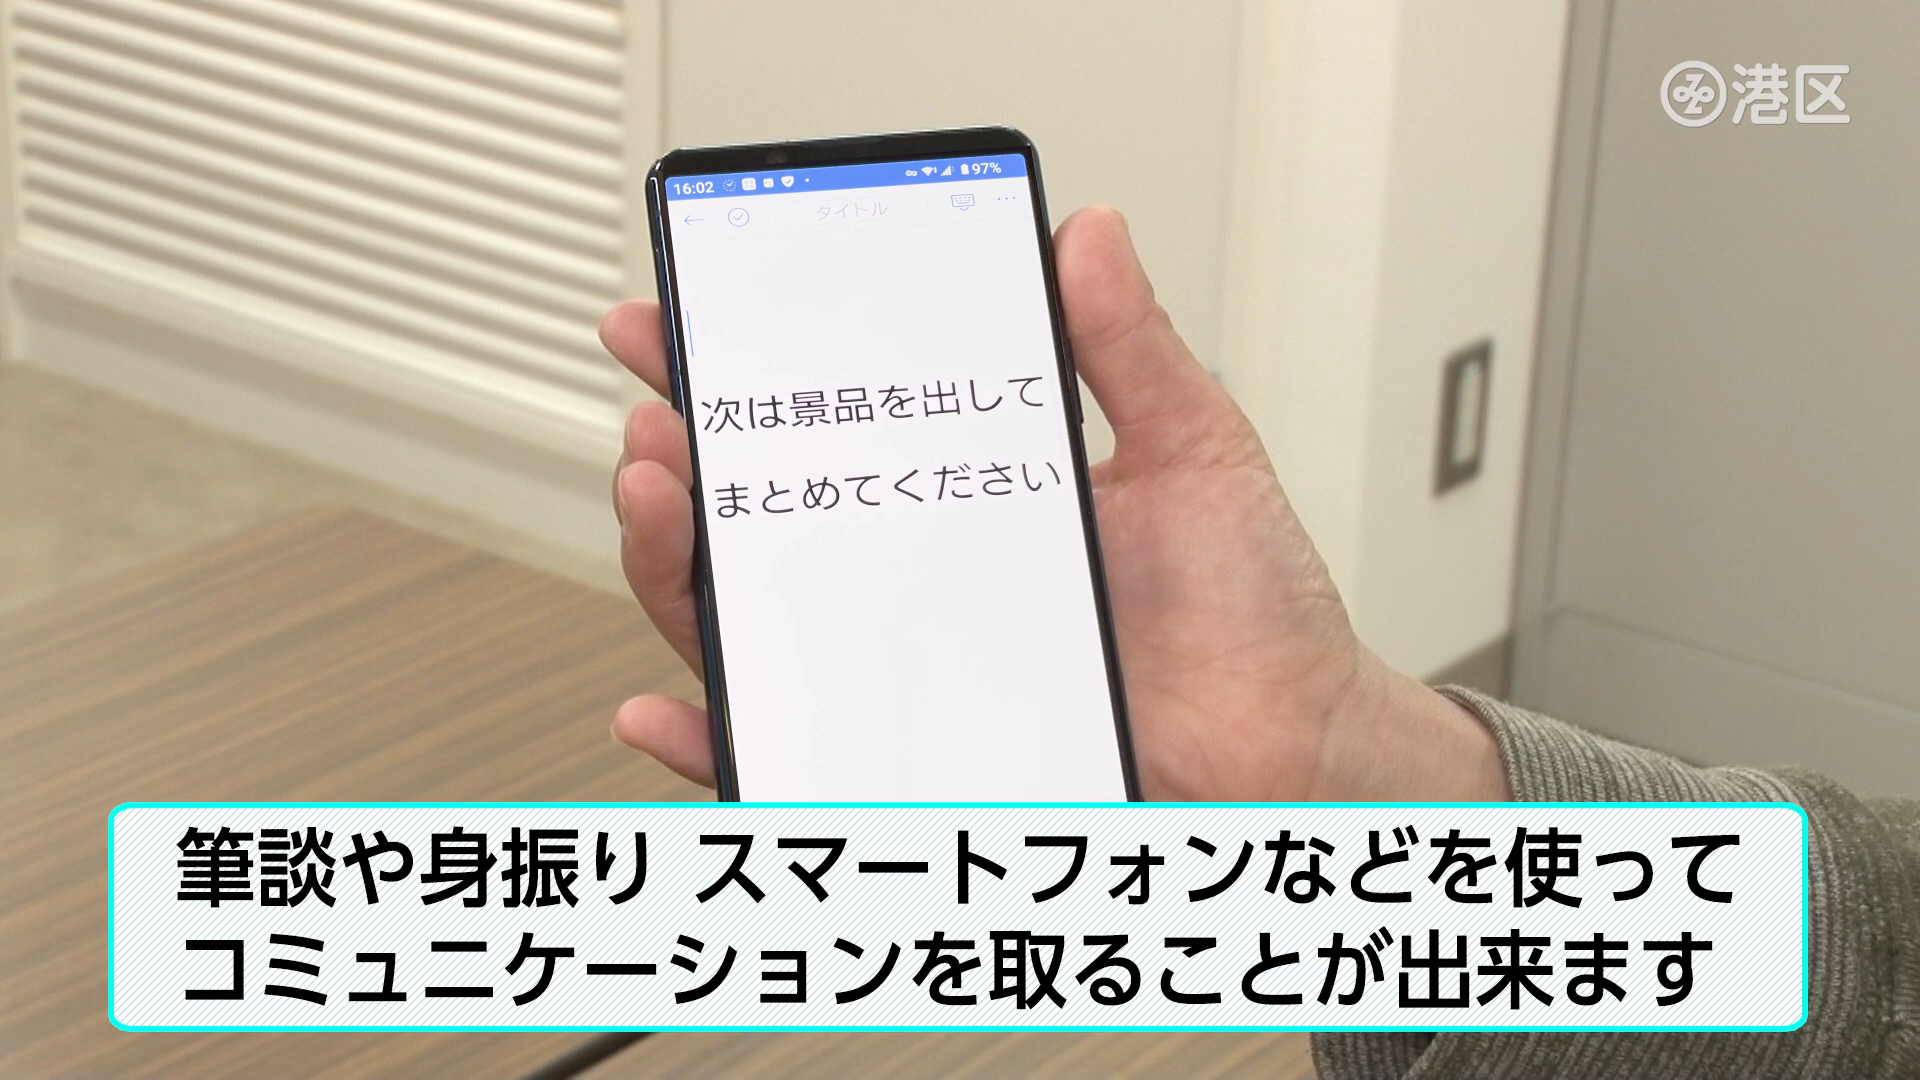 港区
16:02
97%
タイトル
次は景品を出して
まとめてください
筆談や身振り スマートフォンなどを使って
コミュニケーションを取ることが出来ます